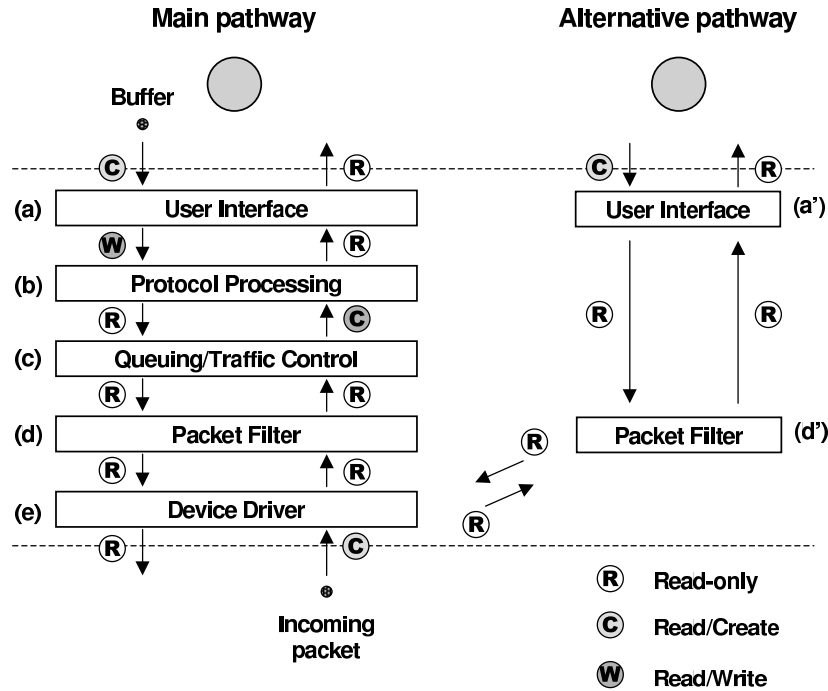 Main pathway
Alternative pathway
Buffer
C
R
C
R
(a)
User Interface
User Interface
(a')
W
R
(b)
Protocol Processing
R
C
R
R
(c)
Queuing/Traffic Control
R
R
(d)
Packet Filter
Packet Filter
(d')
R
R
R
(e)
Device Driver
R
R
C
Incoming
packet
R Read-only
C Read/Create
W Read/Write